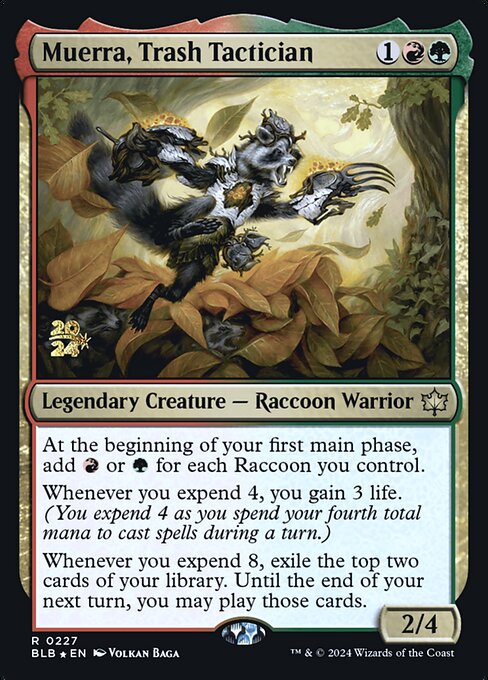 Muerra, Trash Tactician 1
20
24
Legendary Creature — Raccoon Warrior
At the beginning of your first main phase,
add or for each Raccoon you control.
Whenever you expend 4, you gain 3 life.
(You expend 4 as you spend your fourth total
mana to cast spells during a turn.)
Whenever you expend 8, exile the top two
cards of your library. Until the end of your
next turn, you may play those cards.
2/4
R 0227
BLB ★ EN Volkan Baga
™ & © 2024 Wizards of the Coast